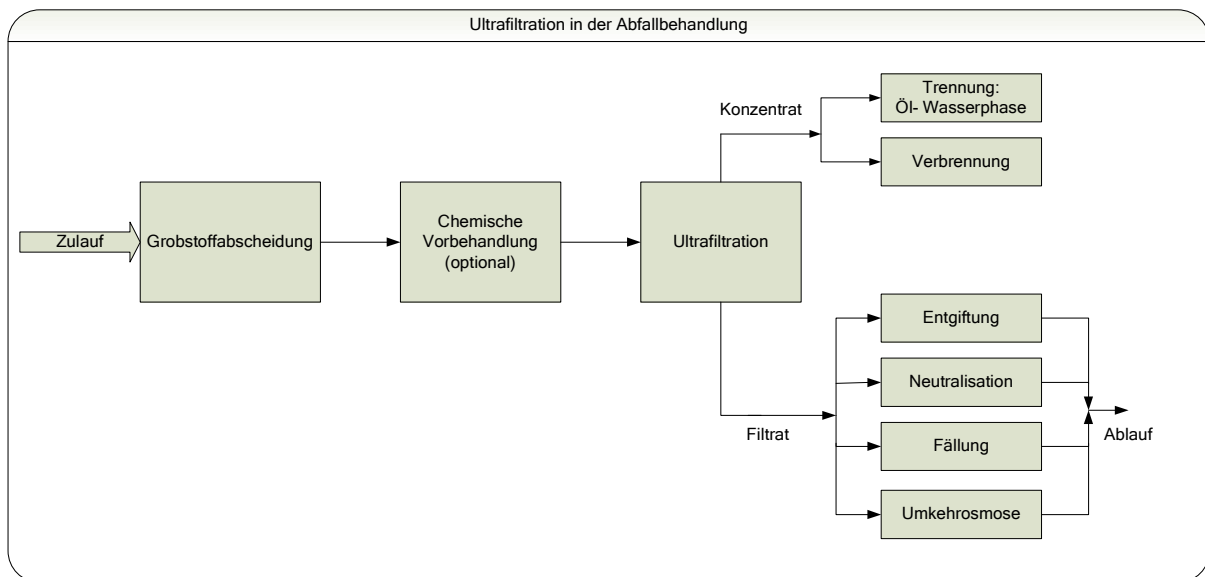 Ultrafiltration in der Abfallbehandlung
Zulauf
Grobstoffabscheidung
Chemische
Vorbehandlung
(optional)
Ultrafiltration
Konzentrat
Trennung:
Öl- Wasserphase
Verbrennung
Filtrat
Entgiftung
Neutralisation
Fällung
Umkehrosmose
Ablauf